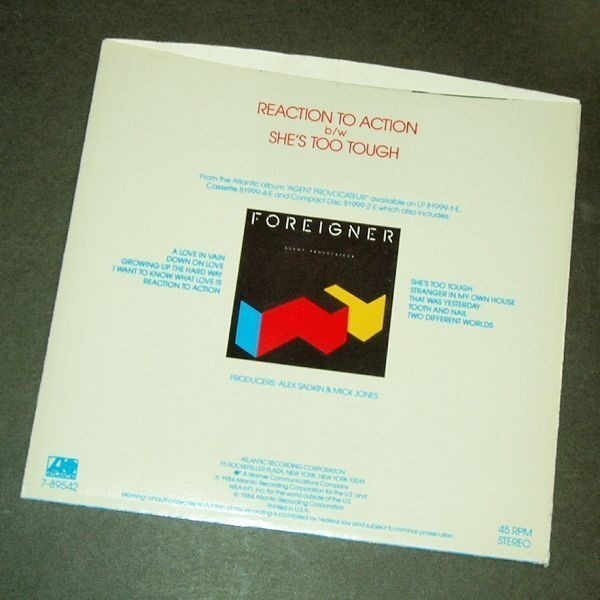 REACTION TO ACTION
b/w
SHE'S TOO TOUGH
From the Atlantic album "AGENT PROVOCATEUR" available on LP 81999-1-E,
Cassette 81999-4-E and Compact Disc 81999-2-E which also includes:
A LOVE IN VAIN
DOWN ON LOVE
GROWING UP THE HARD WAY
I WANT TO KNOW WHAT LOVE IS
REACTION TO ACTION
FOREIGNER
AGENT PROVOCATEUR
SHE'S TOO TOUGH
STRANGER IN MY OWN HOUSE
THAT WAS YESTERDAY
TOOTH AND NAIL
TWO DIFFERENT WORLDS
PRODUCERS: ALEX SADKIN & MICK JONES
ATLANTIC RECORDING CORPORATION
75 ROCKEFELLER PLAZA, NEW YORK, NEW YORK 10019
A Warner Communications Company
℗ 1984 Atlantic Recording Corporation for the U.S. and
WEA Int'l. Inc. for the world outside of the U.S.
© 1984 Atlantic Recording Corporation
Printed in U.S.A.
Warning: Unauthorized reproduction of this recording is prohibited by Federal law and subject to criminal prosecution.
7-89542
45 RPM
STEREO